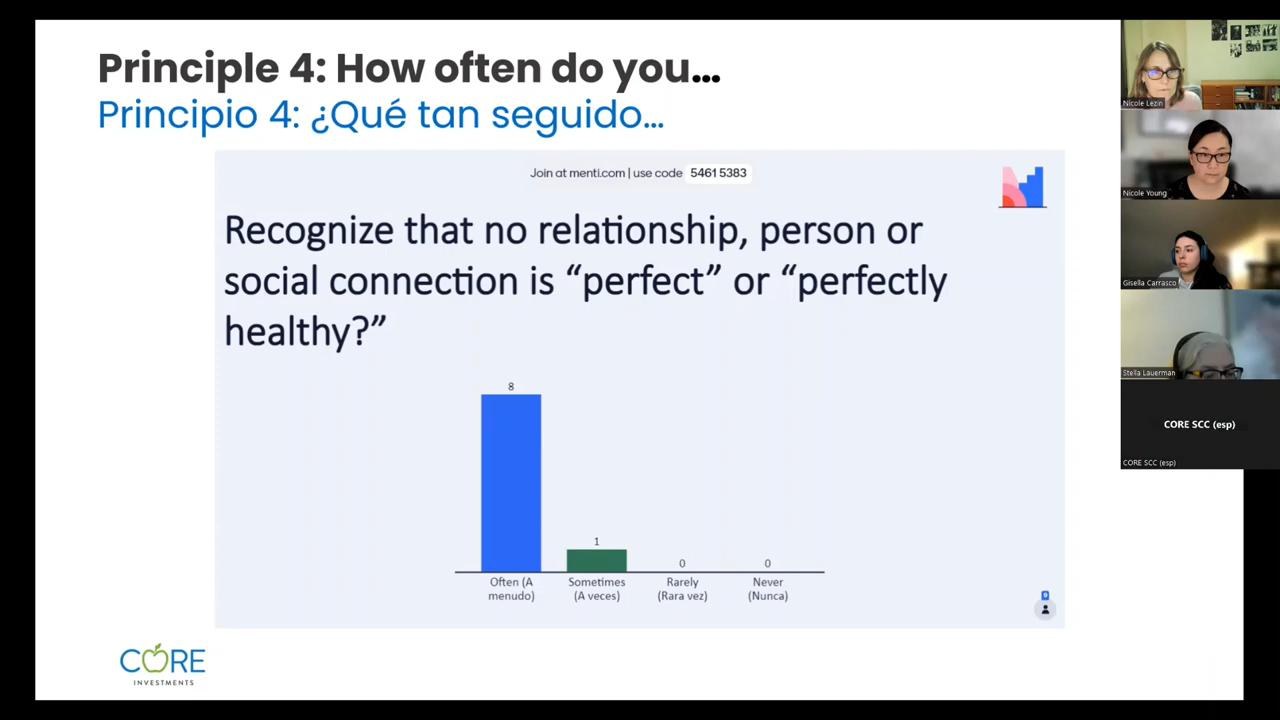 Principle 4: How often do you...
Principio 4: ¿Qué tan seguido...
Join at menti.com | use code 5461 5383
Recognize that no relationship, person or
social connection is “perfect” or “perfectly
healthy?”
8
1
0
0
Often (A
menudo)
Sometimes
(A veces)
Rarely
(Rara vez)
Never
(Nunca)
9
CORE
INVESTMENTS
Nicole Lezin
Nicole Young
Gisella Carrasco
Stella Lauerman
CORE SCC (esp)
CORE SCC (esp)